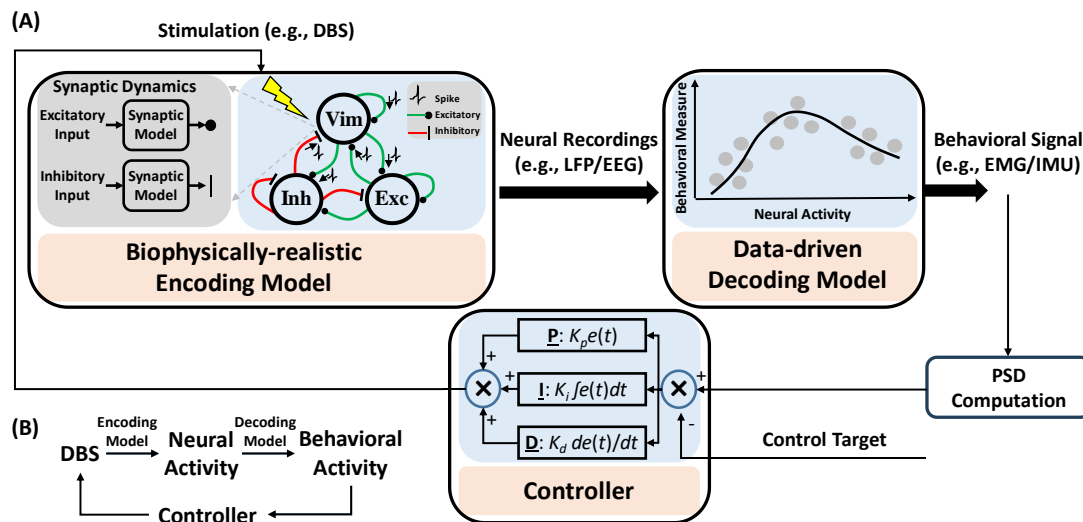 (A)
Stimulation (e.g., DBS)
Synaptic Dynamics
Excitatory
Input
Synaptic
Model
Inhibitory
Input
Synaptic
Model
Vim
Inh
Exc
Spike
Excitatory
Inhibitory
Biophysically-realistic
Encoding Model
Neural Recordings
(e.g., LFP/EEG)
Behavioral Measure
Neural Activity
Data-driven
Decoding Model
Behavioral Signal
(e.g., EMG/IMU)
PSD
Computation
Control Target
+
-
P: Kₚe(t)
I: Kᵢ∫e(t)dt
D: K_d de(t)/dt
+
+
+
×
×
Controller
(B)
DBS
Encoding
Model
Neural
Activity
Decoding
Model
Behavioral
Activity
Controller